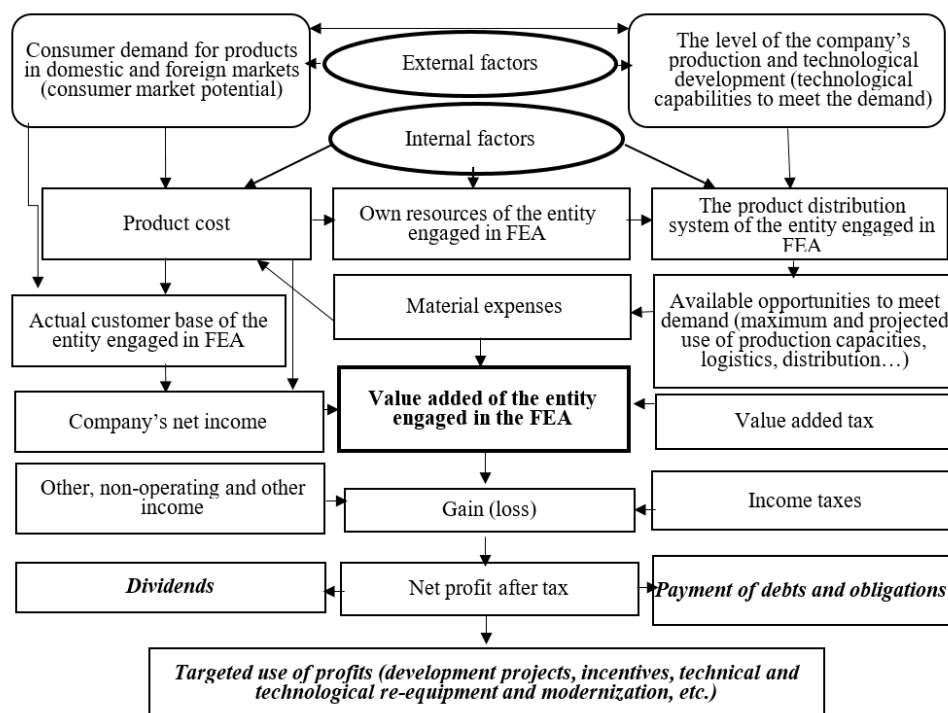 Consumer demand for products
in domestic and foreign markets
(consumer market potential)
External factors
The level of the company’s
production and technological
development (technological
capabilities to meet the demand)
Internal factors
Product cost
Own resources of the entity
engaged in FEA
The product distribution
system of the entity engaged in
FEA
Actual customer base of the
entity engaged in FEA
Material expenses
Available opportunities to meet
demand (maximum and projected
use of production capacities,
logistics, distribution…)
Company’s net income
Value added of the entity
engaged in the FEA
Value added tax
Other, non-operating and other
income
Gain (loss)
Income taxes
Dividends
Net profit after tax
Payment of debts and obligations
Targeted use of profits (development projects, incentives, technical and
technological re-equipment and modernization, etc.)